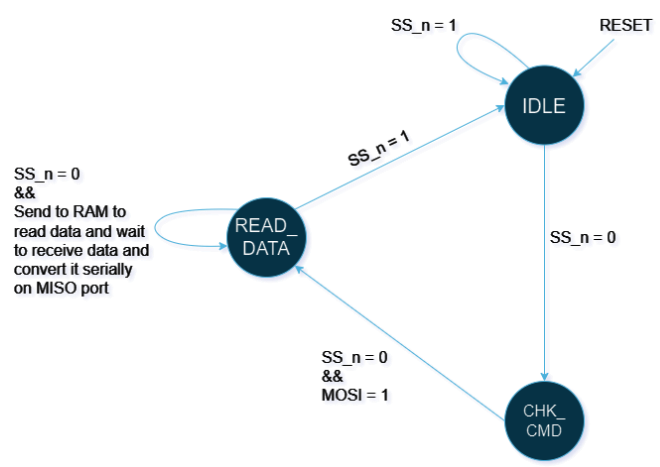 SS_n = 1
RESET
IDLE
SS_n = 1
SS_n = 0
&&
Send to RAM to
read data and wait
to receive data and
convert it serially
on MISO port
READ_
DATA
SS_n = 0
SS_n = 0
&&
MOSI = 1
CHK_
CMD